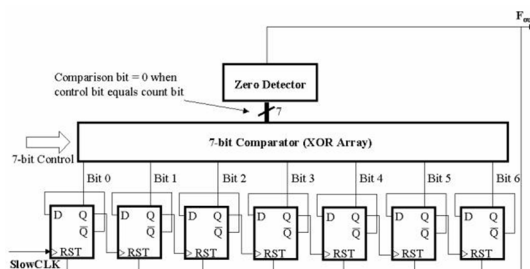 F
Zero Detector
Comparison bit = 0 when
control bit equals count bit
7
7-bit Comparator (XOR Array)
7-bit Control
Bit 0 Bit 1 Bit 2 Bit 3 Bit 4 Bit 5 Bit 6
D Q D Q D Q D Q D Q D Q D Q
Q Q Q Q Q Q Q
RST RST RST RST RST RST RST
SlowCLK